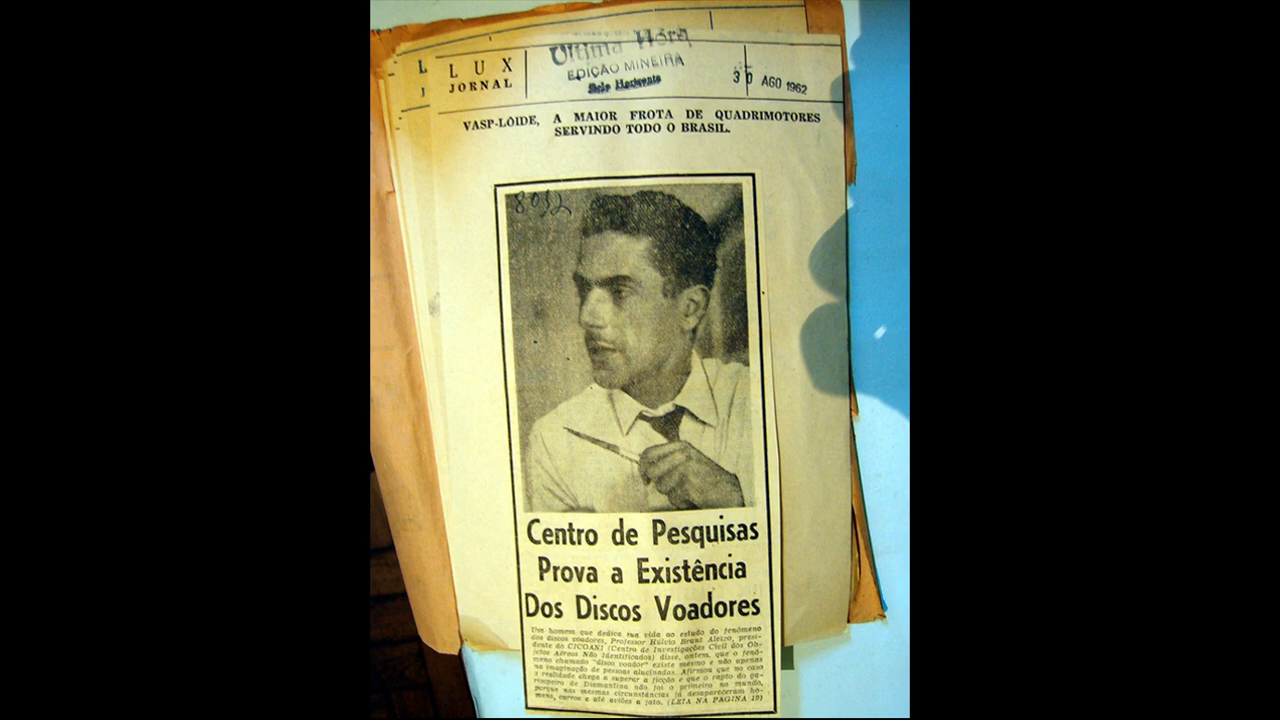 L U X
JORNAL
Ultima Hora
EDIÇÃO MINEIRA
Belo Horizonte
30 AGO 1962
VASP-LÓIDE, A MAIOR FROTA DE QUADRIMOTORES
SERVINDO TODO O BRASIL.
8032
Centro de Pesquisas
Prova a Existência
Dos Discos Voadores
Um homem que dedica sua vida ao estudo do fenômeno
dos discos voadores, Professor Húlvio Brant Aleixo, presi-
dente do CICOANI (Centro de Investigações Civil dos Ob-
jetos Aéreos Não Identificados) disse, ontem, que o fenô-
meno chamado "disco voador" existe mesmo e não apenas
na imaginação de pessoas alucinadas. Afirmou que no caso
a realidade chega a superar a ficção e que o rapto do ga-
rimpeiro de Diamantina não foi o primeiro no mundo,
porque nas mesmas circunstâncias já desapareceram ho-
mens, carros e até aviões a jato. (LEIA NA PAGINA 10)